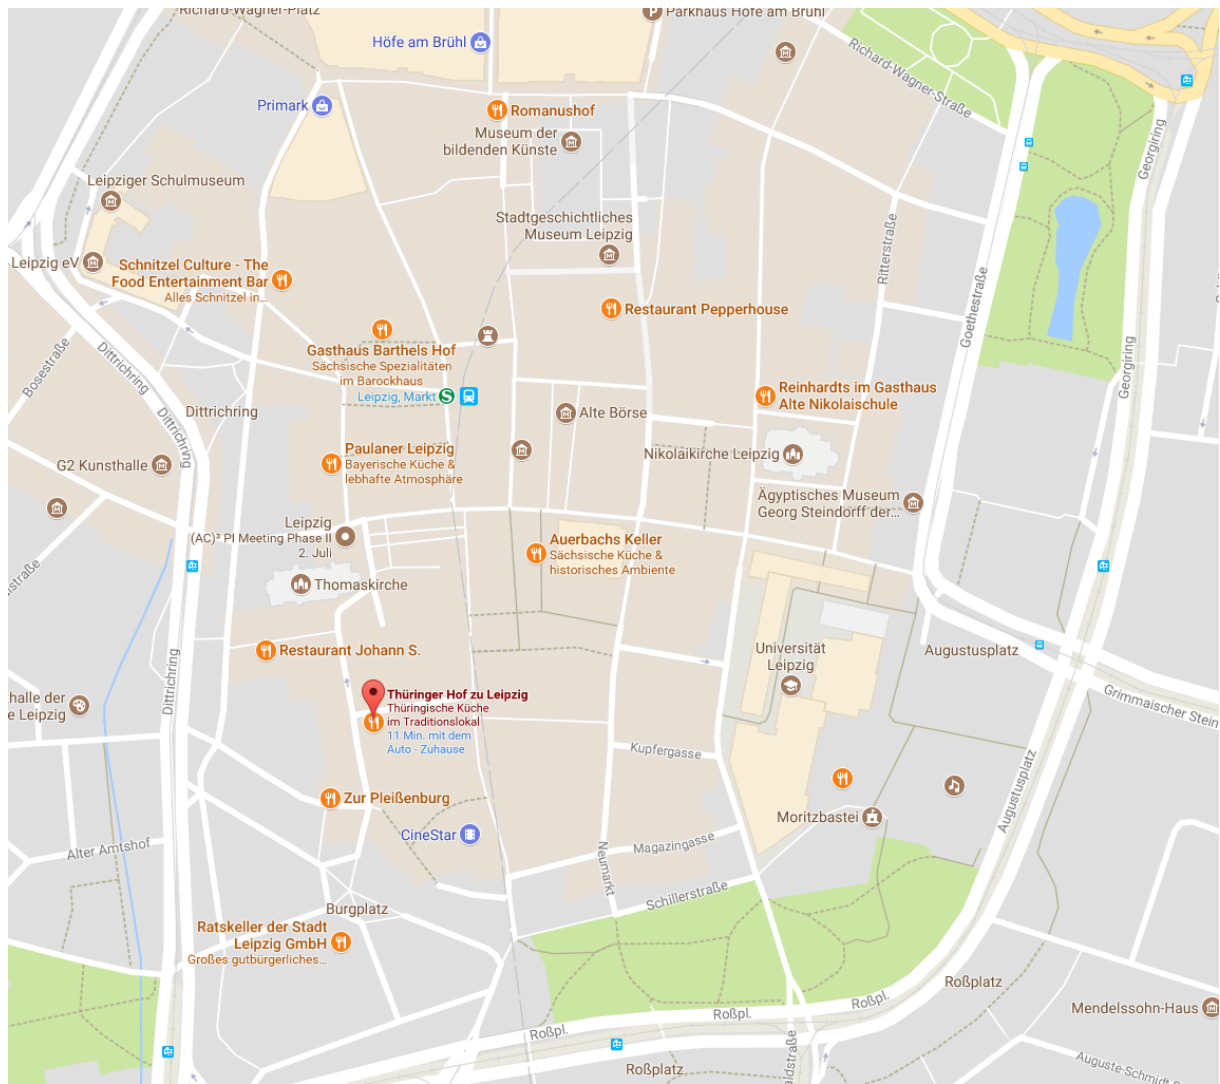 Richard-Wagner-Platz
Parkhaus Höfe am Brühl
Höfe am Brühl
Richard-Wagner-Straße
Primark
Romanushof
Museum der
bildenden Künste
Georgiring
Leipziger Schulmuseum
Stadtgeschichtliches
Museum Leipzig
Ritterstraße
Leipzig eV
Schnitzel Culture - The
Food Entertainment Bar
Alles Schnitzel in...
Goethestraße
Restaurant Pepperhouse
Gasthaus Barthels Hof
Sächsische Spezialitäten
im Barockhaus
Bosestraße
Dittrichring
Georgiring
Leipzig, Markt
Reinhardts im Gasthaus
Alte Nikolaischule
Dittrichring
Alte Börse
Dittrichring
Paulaner Leipzig
Bayerische Küche &
lebhafte Atmosphäre
Nikolaikirche Leipzig
G2 Kunsthalle
Ägyptisches Museum
Georg Steindorff der...
Leipzig
(AC)³ PI Meeting Phase II
2. Juli
Auerbachs Keller
Sächsische Küche &
historisches Ambiente
Thomaskirche
Restaurant Johann S.
Universität
Leipzig
Augustusplatz
Dittrichring
Grimmaischer Stein
halle der
e Leipzig
Thüringer Hof zu Leipzig
Thüringische Küche
im Traditionslokal
11 Min. mit dem
Auto - Zuhause
Kupfergasse
Augustusplatz
Zur Pleißenburg
Moritzbastei
CineStar
Alter Amtshof
Magazingasse
Neumarkt
Schillerstraße
Burgplatz
Ratskeller der Stadt
Leipzig GmbH
Großes gutbürgerliches...
Roßplatz
Roßpl.
Roßpl.
Roßpl.
Mendelssohn-Haus
Roßplatz
Auguste-Schmidt-S